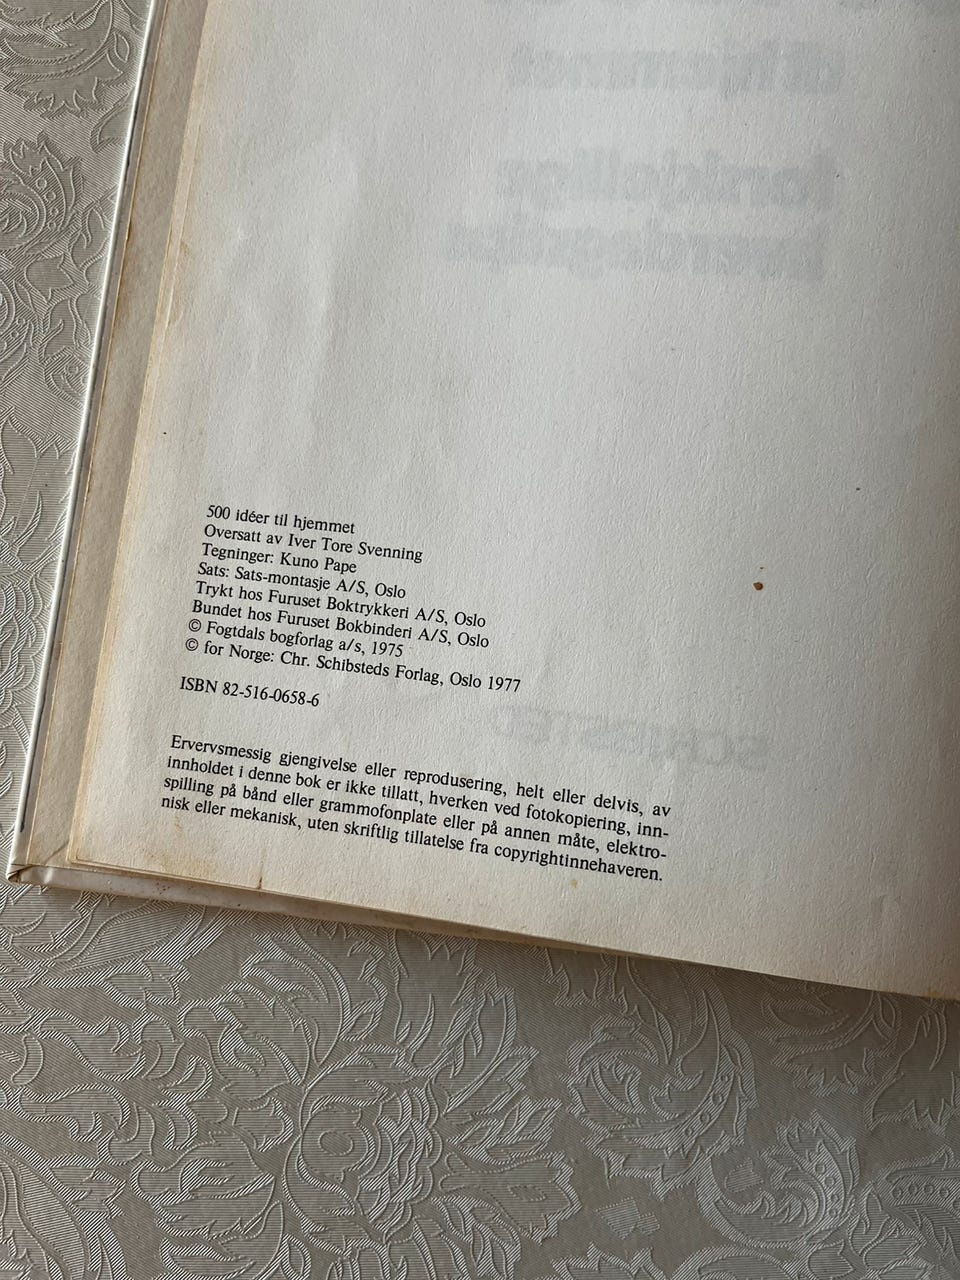 500 idéer til hjemmet
Oversatt av Iver Tore Svenning
Tegninger: Kuno Pape
Sats: Sats-montasje A/S, Oslo
Trykt hos Furuset Boktrykkeri A/S, Oslo
Bundet hos Furuset Bokbinderi A/S, Oslo
© Fogtdals bogforlag a/s, 1975
© for Norge: Chr. Schibsteds Forlag, Oslo 1977
ISBN 82-516-0658-6
Ervervsmessig gjengivelse eller reprodusering, helt eller delvis, av
innholdet i denne bok er ikke tillatt, hverken ved fotokopiering, inn-
spilling på bånd eller grammofonplate eller på annen måte, elektro-
nisk eller mekanisk, uten skriftlig tillatelse fra copyrightinnehaveren.